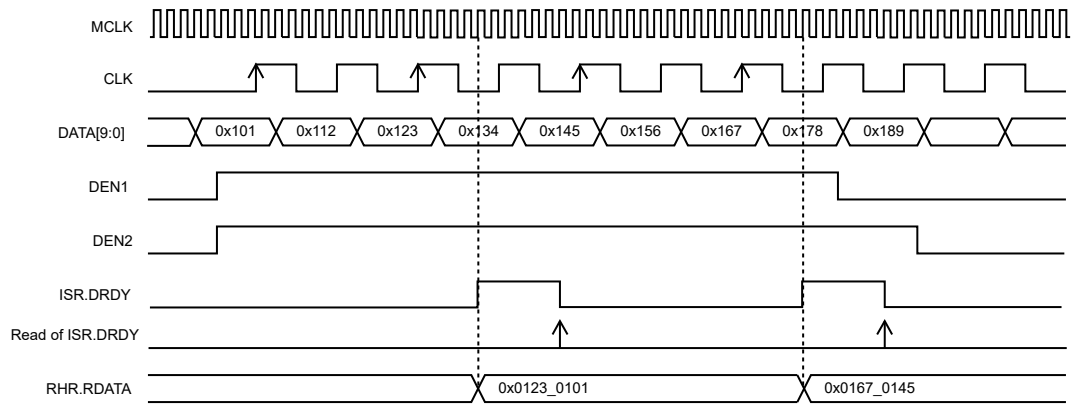 MCLK
CLK
DATA[9:0] 0x101 0x112 0x123 0x134 0x145 0x156 0x167 0x178 0x189
DEN1
DEN2
ISR.DRDY
Read of ISR.DRDY
RHR.RDATA 0x0123_0101 0x0167_0145